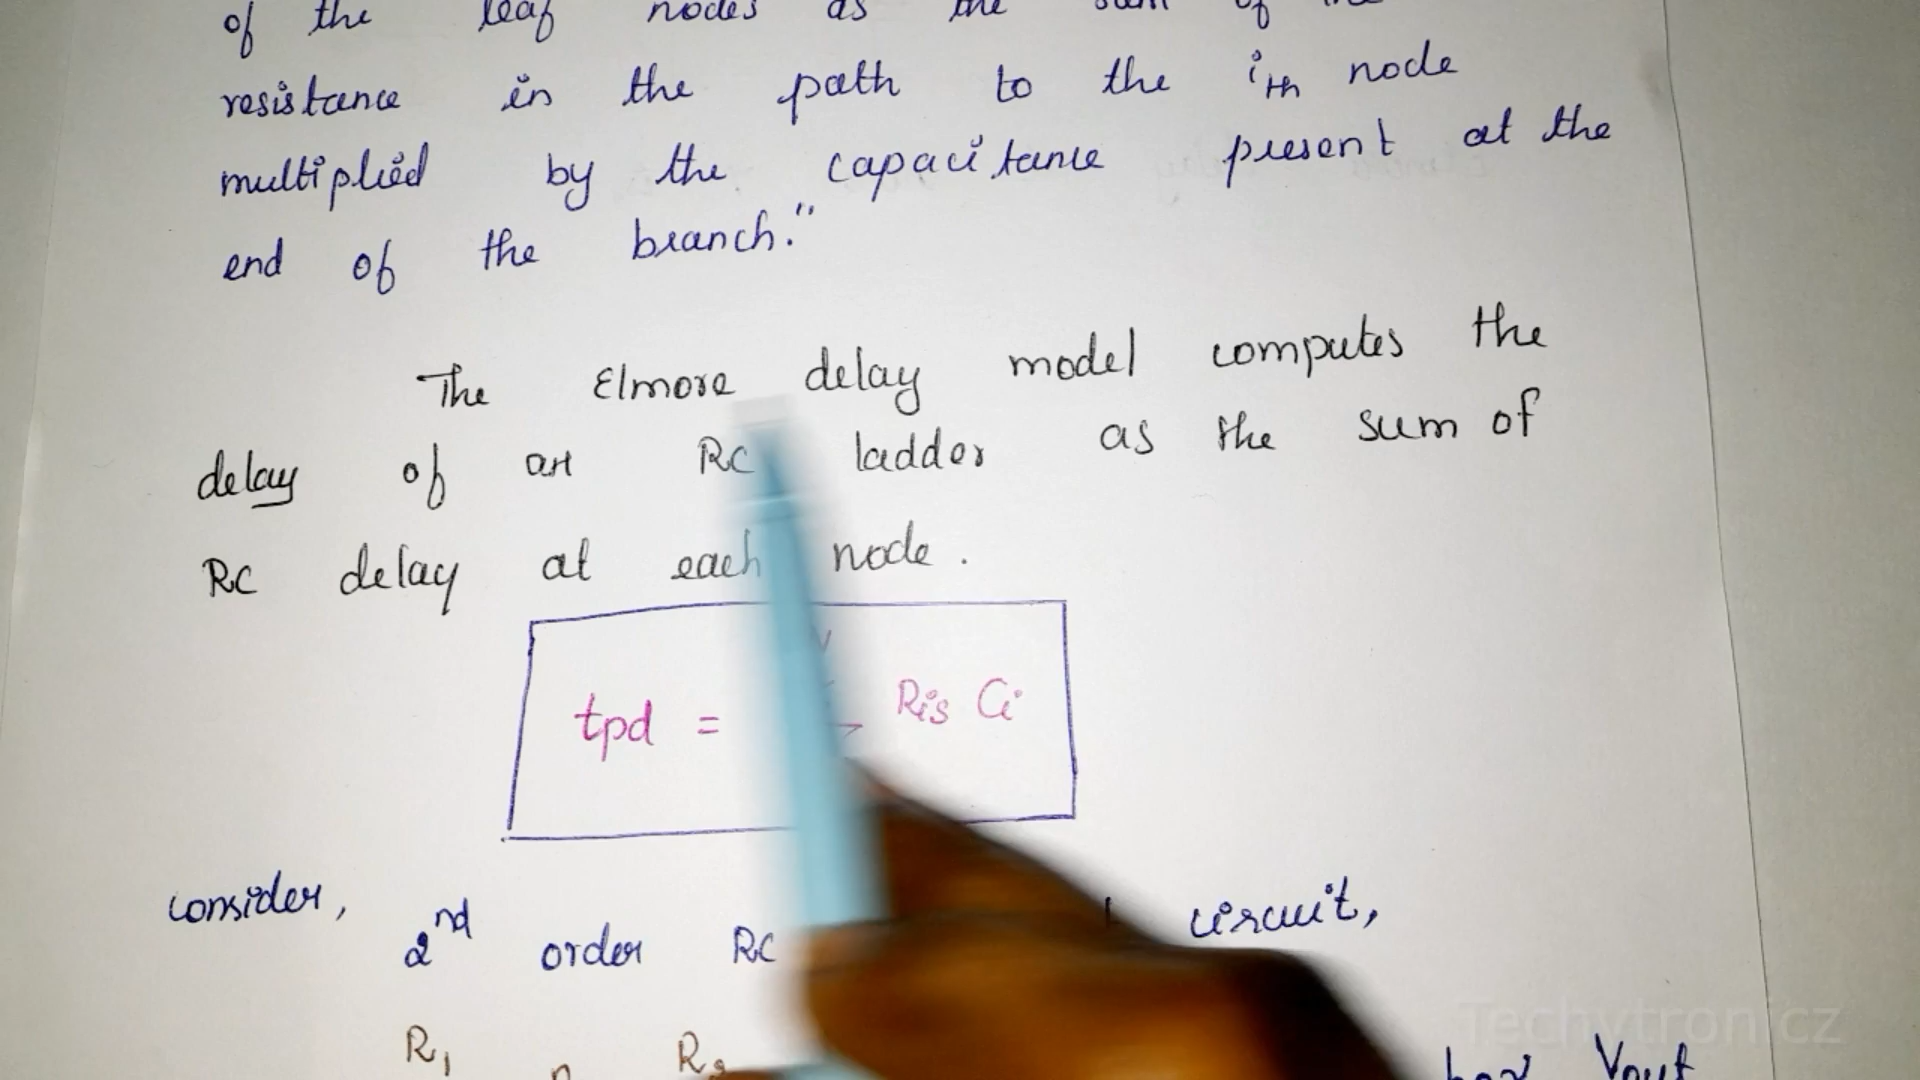 of the leaf nodes as the sum of the
resistance in the path to the iTH node
multiplied by the capacitance present at the
end of the branch."
The Elmore delay model computes the
delay of an RC ladder as the sum of
RC delay at each node.
tpd = Ris Ci
consider,
2nd order RC circuit,
R1 R2
Vout
Techytron.cz